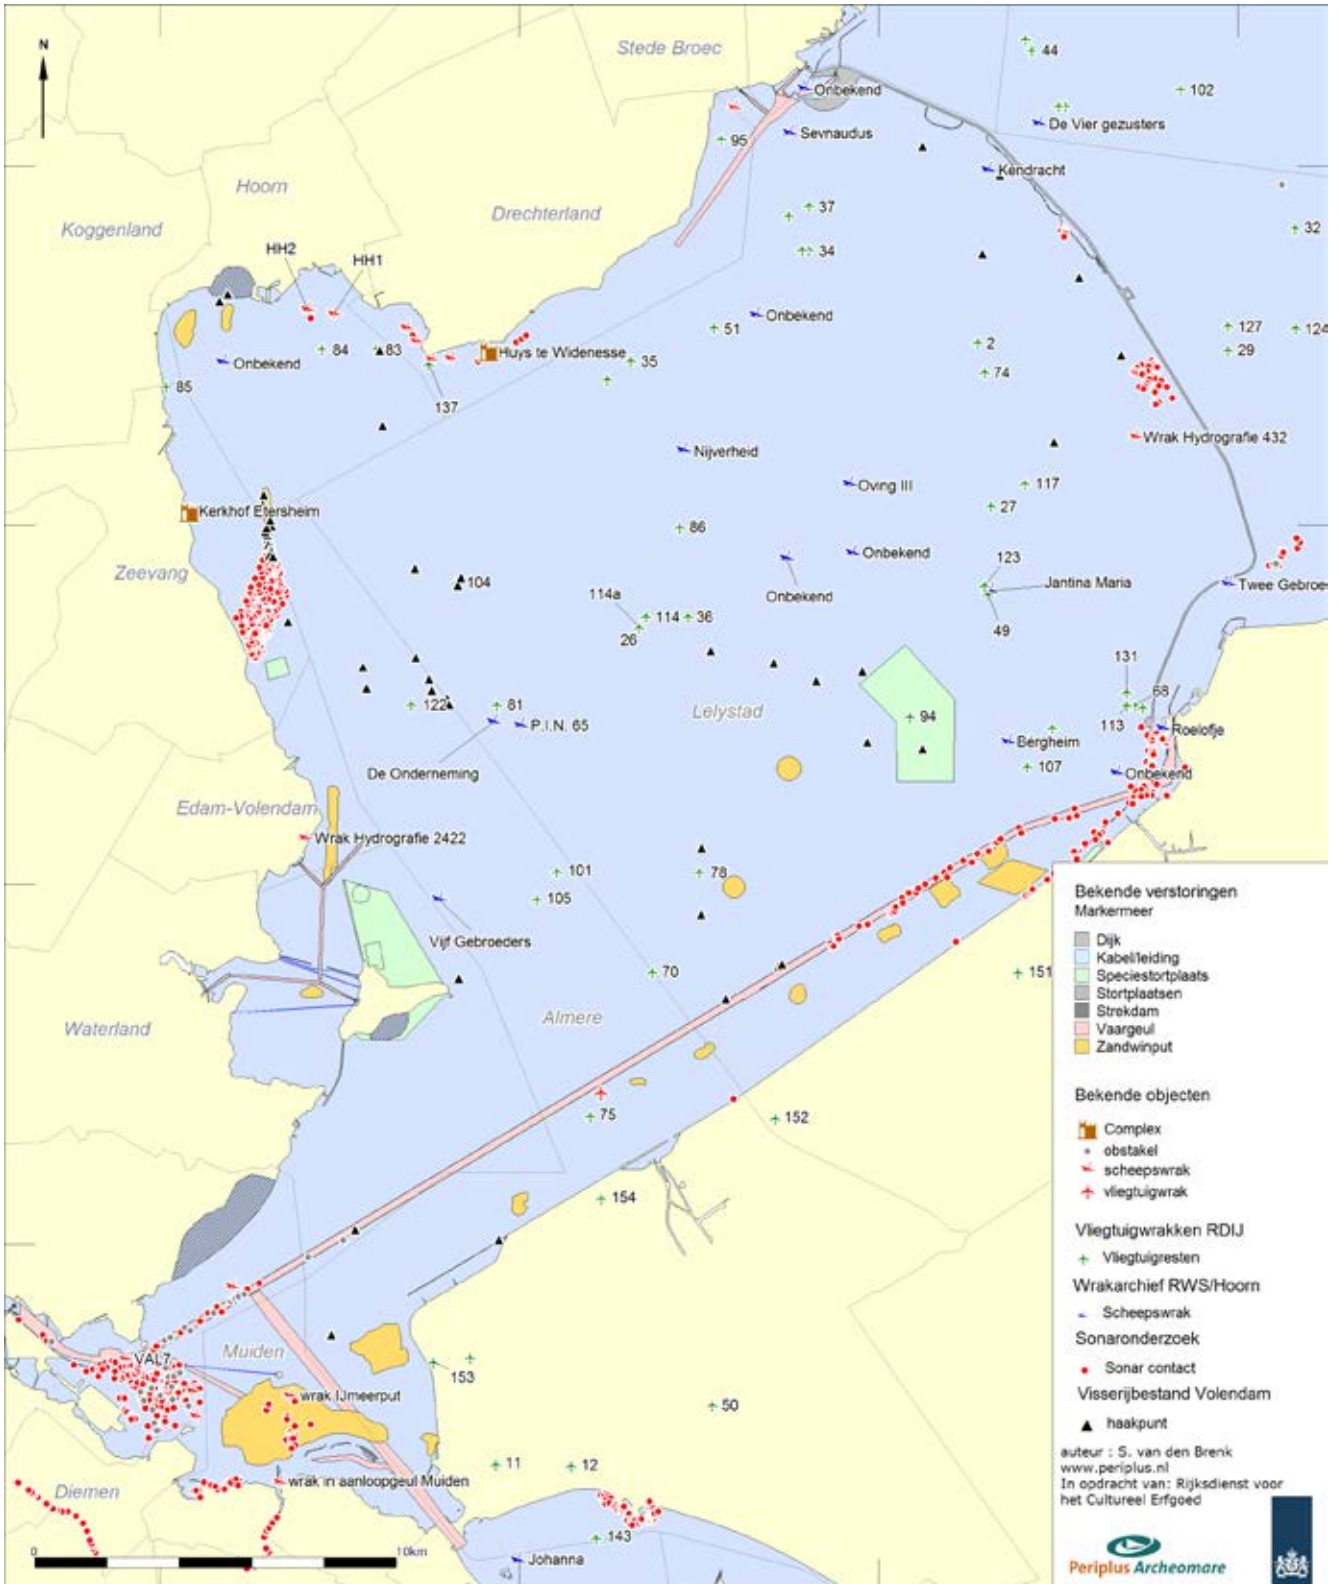 N
Stede Broec
44
102
Onbekend
De Vier gezusters
Sevnaudus
95
Kendracht
Hoorn
Drechterland
37
Koggenland
32
34
HH2
HH1
Onbekend
51
127
124
84
83
Huys te Widenesse
2
29
Onbekend
35
74
85
137
Wrak Hydrografie 432
Nijverheid
Oving III
117
27
Kerkhof Etersheim
86
Onbekend
Zeevang
104
123
Jantina Maria
Twee Gebroe
114a
Onbekend
114
36
26
49
131
68
122
81
Lelystad
94
113
P.I.N. 65
Roelofje
Bergheim
De Onderneming
107
Onbekend
Edam-Volendam
Wrak Hydrografie 2422
101
78
105
Vijf Gebroeders
70
151
Waterland
Almere
75
152
154
Muiden
VAL7
153
wrak IJmeerput
50
11
12
wrak in aanloopgeul Muiden
Diemen
143
Johanna
0
10km
Bekende verstoringen
Markermeer
Dijk
Kabel/leiding
Speciestortplaats
Stortplaatsen
Strekdam
Vaargeul
Zandwinput
Bekende objecten
Complex
obstakel
scheepswrak
vliegtuigwrak
Vliegtuigwrakken RDIJ
Vliegtuigresten
Wrakarchief RWS/Hoorn
Scheepswrak
Sonaronderzoek
Sonar contact
Visserijbestand Volendam
haakpunt
auteur : S. van den Brenk
www.periplus.nl
In opdracht van: Rijksdienst voor
het Cultureel Erfgoed
Periplus Archeomare